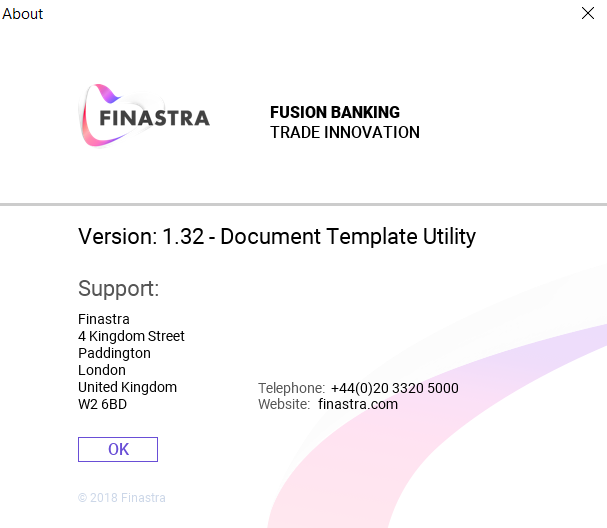 About
FINASTRA
FUSION BANKING
TRADE INNOVATION
Version: 1.32 - Document Template Utility
Support:
Finastra
4 Kingdom Street
Paddington
London
United Kingdom
W2 6BD
Telephone: +44(0)20 3320 5000
Website: finastra.com
OK
© 2018 Finastra